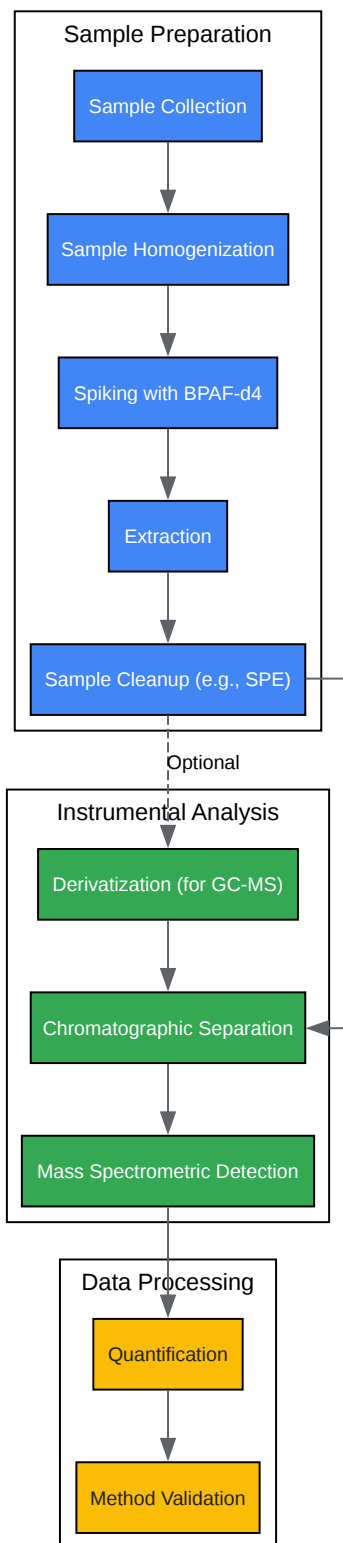 Sample Preparation
Sample Collection
Sample Homogenization
Spiking with BPAF-d4
Extraction
Sample Cleanup (e.g., SPE)
Optional
Instrumental Analysis
Derivatization (for GC-MS)
Chromatographic Separation
Mass Spectrometric Detection
Data Processing
Quantification
Method Validation